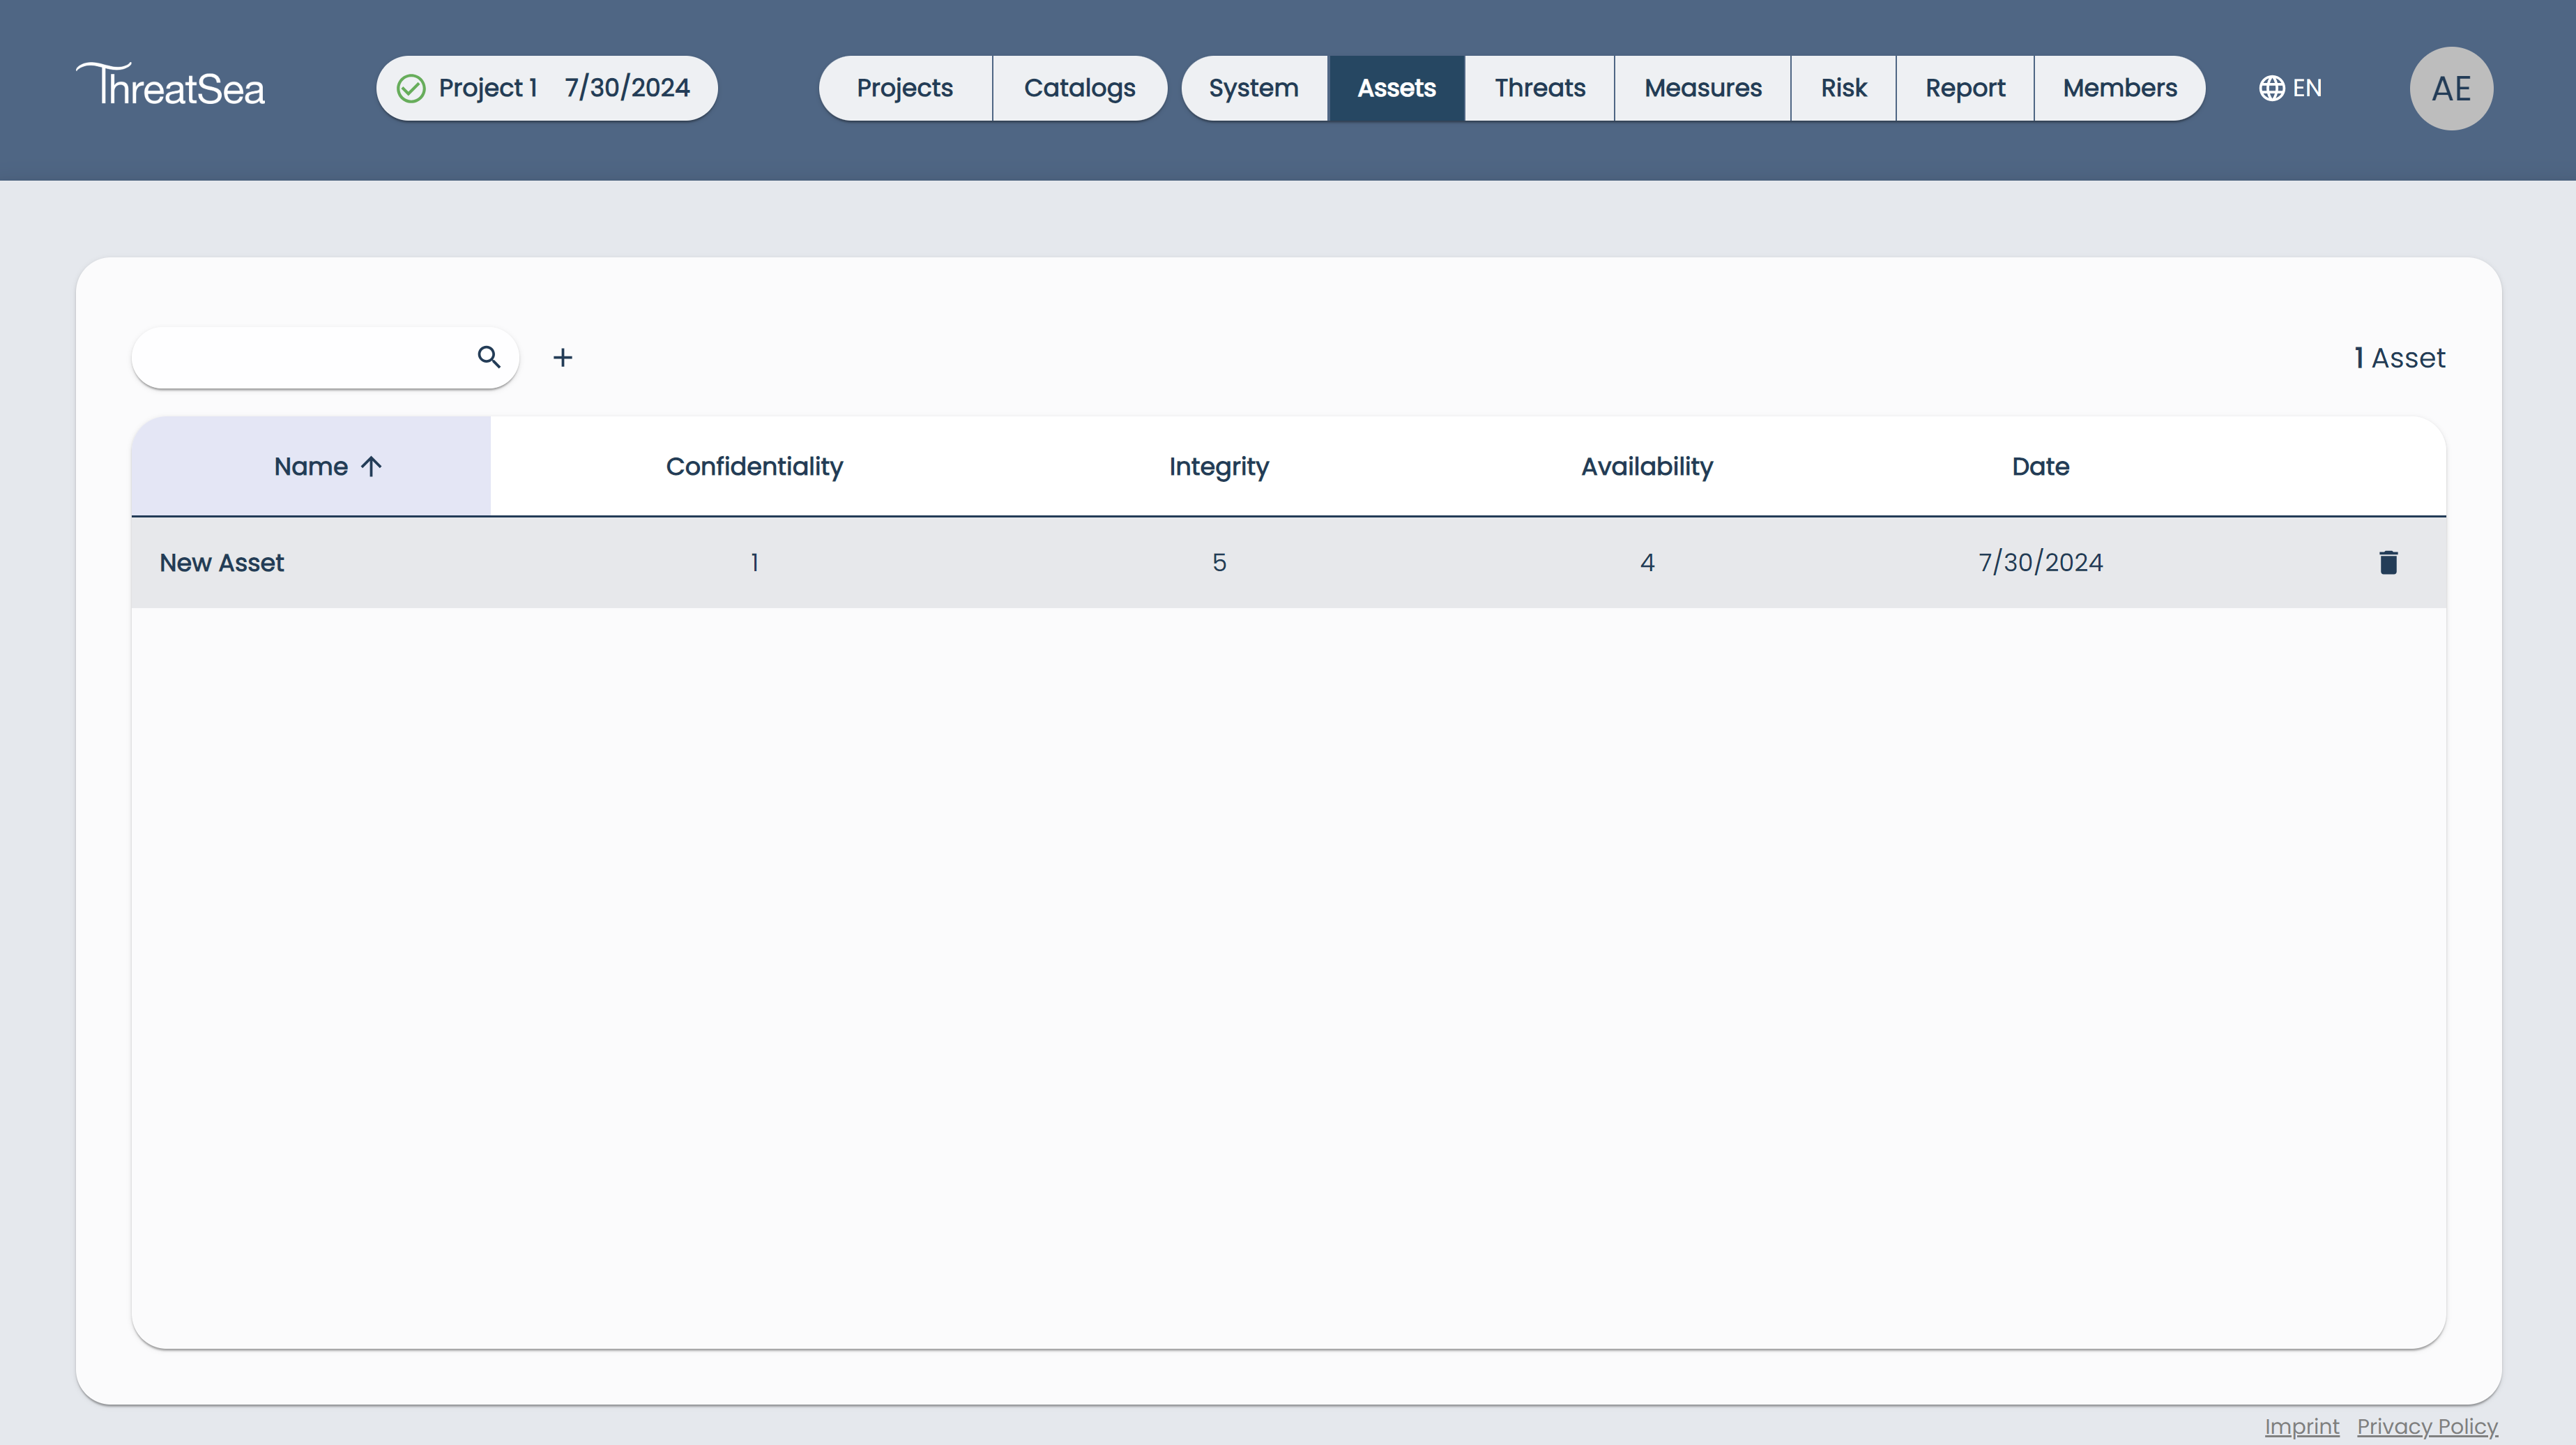 ThreatSea Project 1 7/30/2024 Projects Catalogs System Assets Threats Measures Risk Report Members EN AE
1 Asset
Name Confidentiality Integrity Availability Date
New Asset 1 5 4 7/30/2024
Imprint Privacy Policy